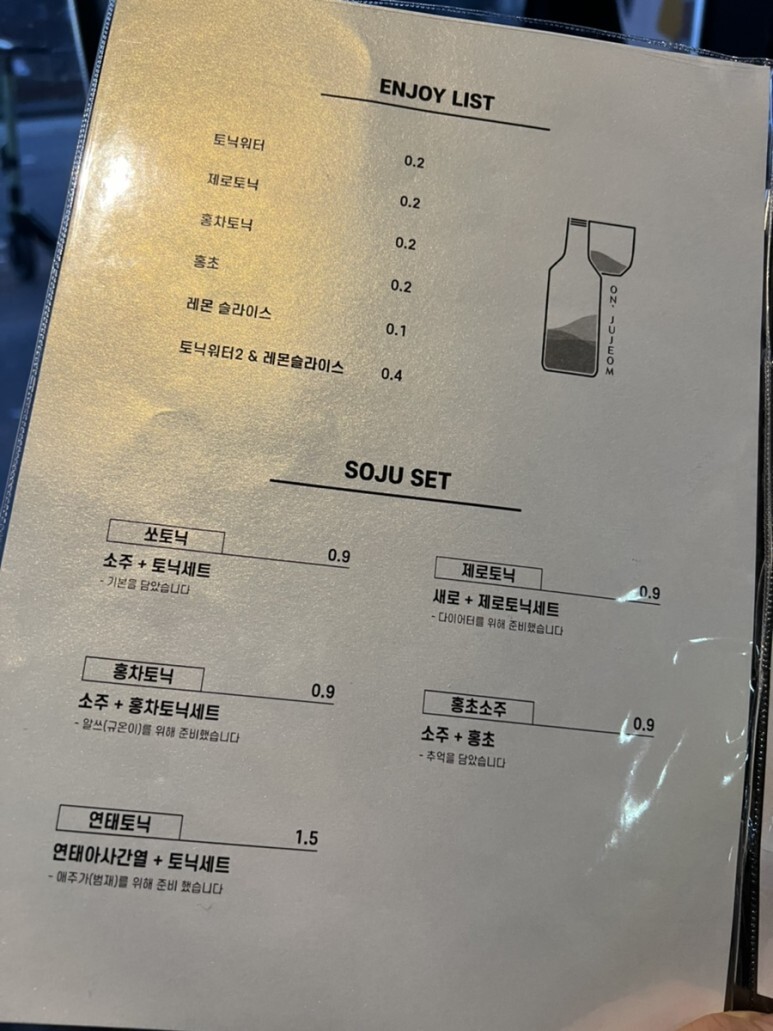 ENJOY LIST
토닉워터 0.2
제로토닉 0.2
홍차토닉 0.2
홍초 0.2
레몬 슬라이스 0.1
토닉워터2 & 레몬슬라이스 0.4
ON. JUJEOM
SOJU SET
쏘토닉 0.9
소주 + 토닉세트
- 기본을 담았습니다
제로토닉 0.9
새로 + 제로토닉세트
- 다이어터를 위해 준비했습니다
홍차토닉 0.9
소주 + 홍차토닉세트
- 알쓰(규온이)를 위해 준비했습니다
홍초소주 0.9
소주 + 홍초
- 추억을 담았습니다
연태토닉 1.5
연태아사간열 + 토닉세트
- 애주가(범재)를 위해 준비 했습니다